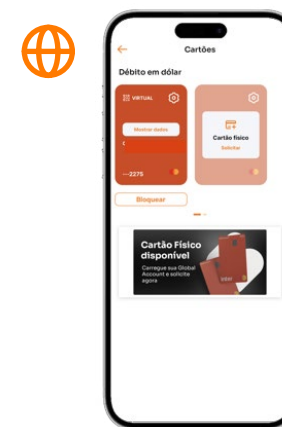 Cartões
Débito em dólar
VIRTUAL
Mostrar dados
Cartão físico
Solicitar
2275
Bloquear
Cartão Físico
disponível
Carregue sua Global
Account e solicite
agora